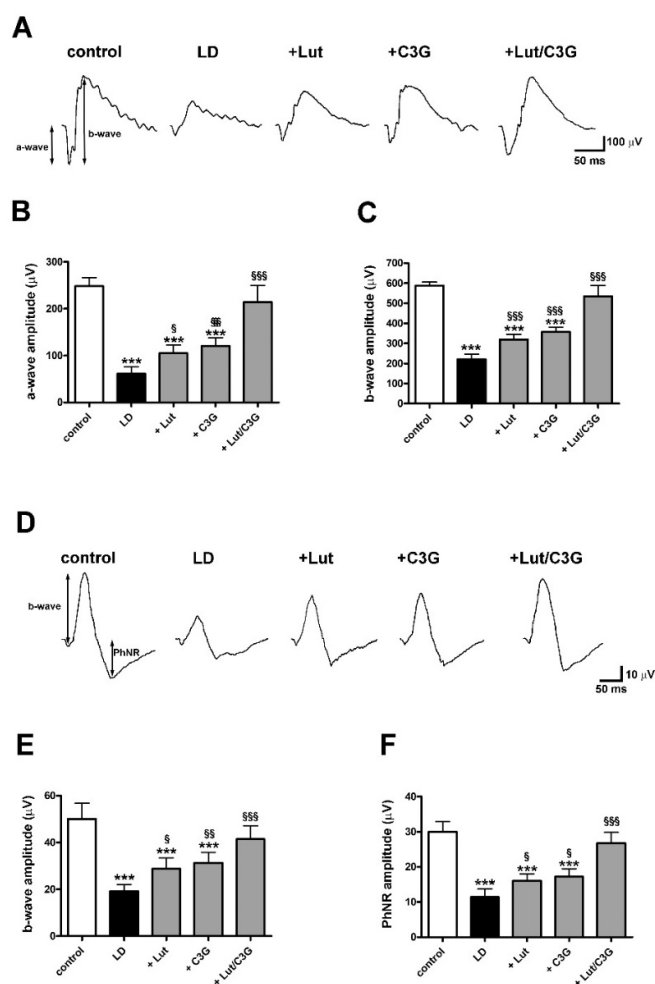 A
control LD +Lut +C3G +Lut/C3G
a-wave
b-wave
100 µV
50 ms
B
a-wave amplitude (µV)
300
200
100
0
***
§
***
§§§
***
§§§
control LD + Lut + C3G + Lut/C3G
C
b-wave amplitude (µV)
700
600
500
400
300
200
100
0
***
§§§
***
§§§
***
§§§
control LD + Lut + C3G + Lut/C3G
D
control LD +Lut +C3G +Lut/C3G
b-wave
PhNR
10 µV
50 ms
E
b-wave amplitude (µV)
60
40
20
0
***
§
***
§§
***
§§§
control LD + Lut + C3G + Lut/C3G
F
PhNR amplitude (µV)
40
30
20
10
0
***
§
***
§
***
§§§
control LD + Lut + C3G + Lut/C3G